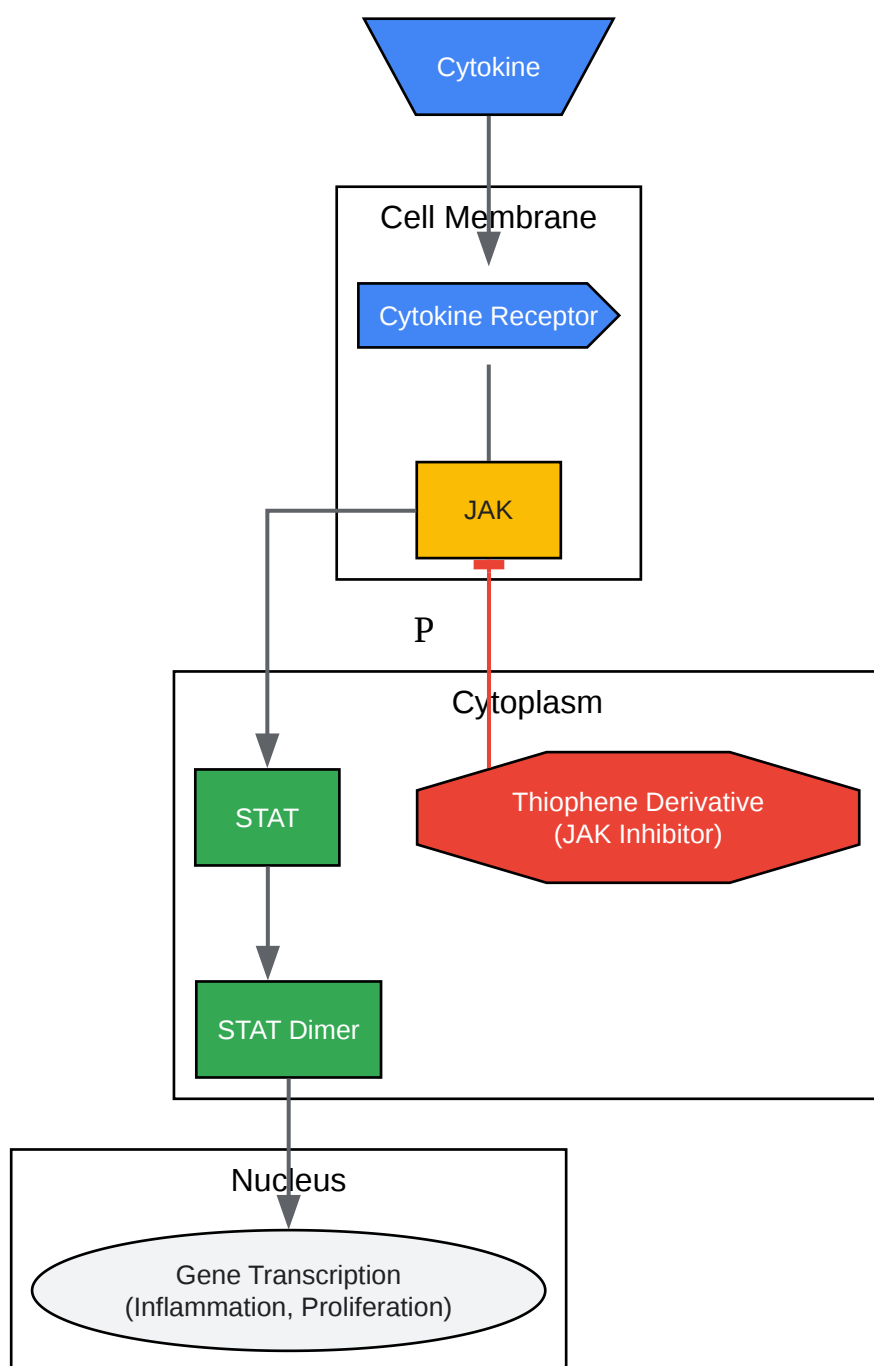 Cytokine
Cell Membrane
Cytokine Receptor
JAK
P
Cytoplasm
Thiophene Derivative
(JAK Inhibitor)
STAT
STAT Dimer
Nucleus
Gene Transcription
(Inflammation, Proliferation)